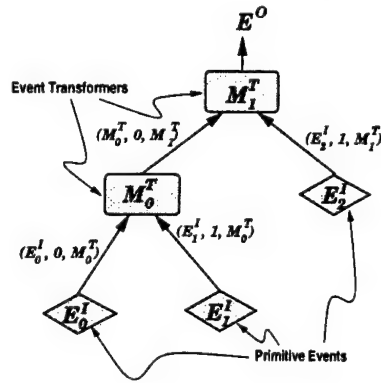 E^O
Event Transformers
M_1^T
(M_0^T, 0, M_1^T)
(E_2^I, 1, M_1^T)
M_0^T
E_2^I
(E_0^I, 0, M_0^T)
(E_1^I, 1, M_0^T)
E_0^I
E_1^I
Primitive Events